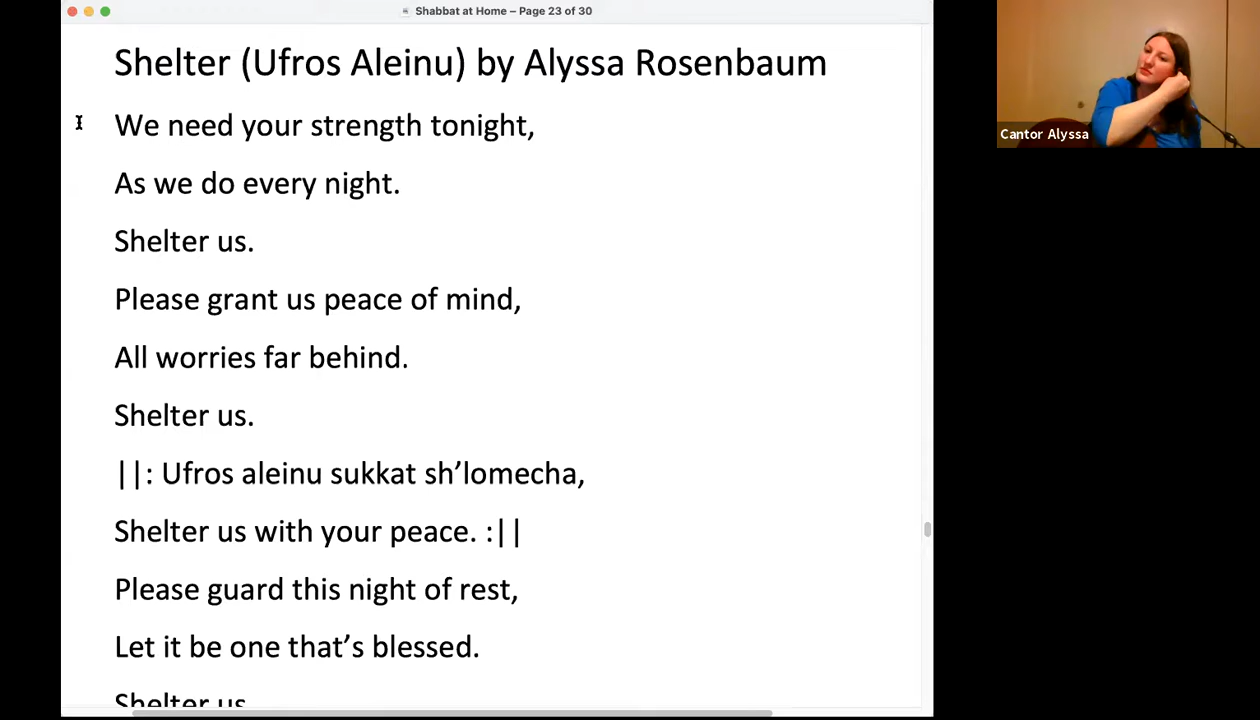 Shabbat at Home – Page 23 of 30
Shelter (Ufros Aleinu) by Alyssa Rosenbaum
We need your strength tonight,
As we do every night.
Shelter us.
Please grant us peace of mind,
All worries far behind.
Shelter us.
||: Ufros aleinu sukkat sh’lomecha,
Shelter us with your peace. :||
Please guard this night of rest,
Let it be one that’s blessed.
Shelter us
Cantor Alyssa